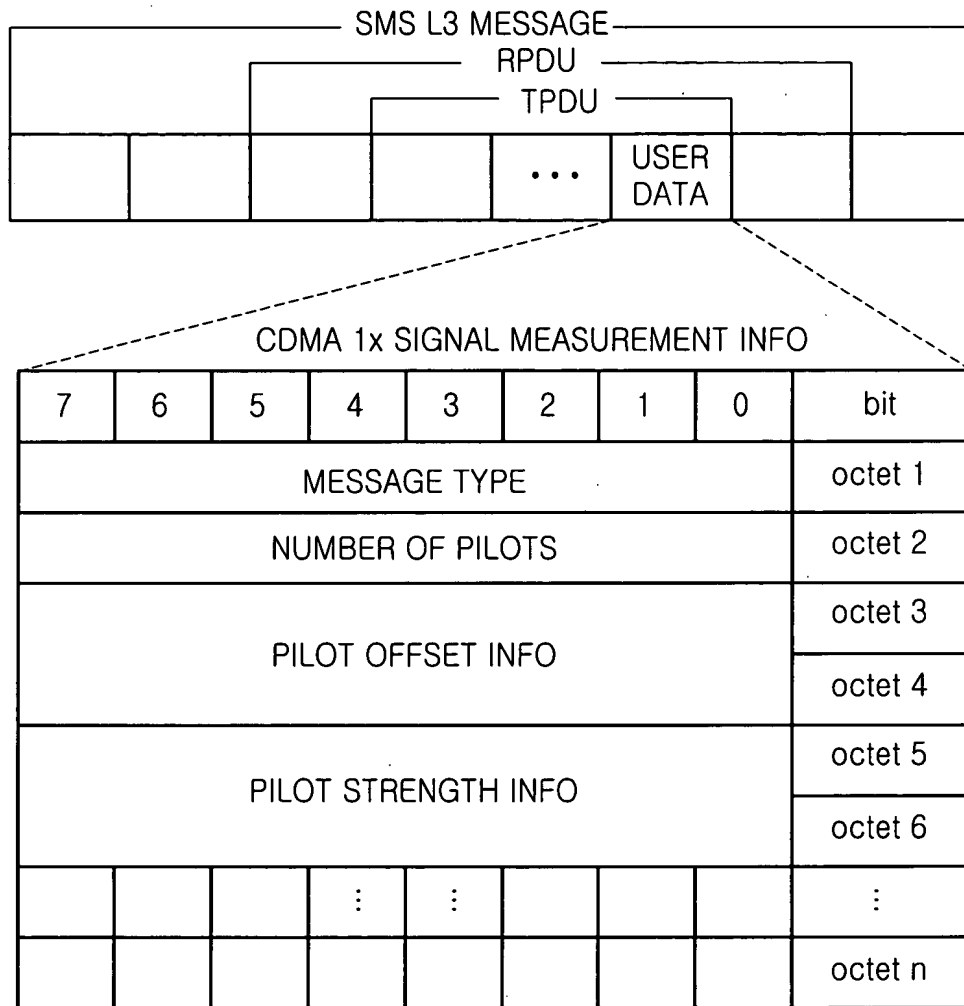 SMS L3 MESSAGE
RPDU
TPDU
... USER
DATA
CDMA 1x SIGNAL MEASUREMENT INFO
7 6 5 4 3 2 1 0 bit
MESSAGE TYPE octet 1
NUMBER OF PILOTS octet 2
PILOT OFFSET INFO octet 3
octet 4
PILOT STRENGTH INFO octet 5
octet 6
⋮ ⋮ ⋮
octet n